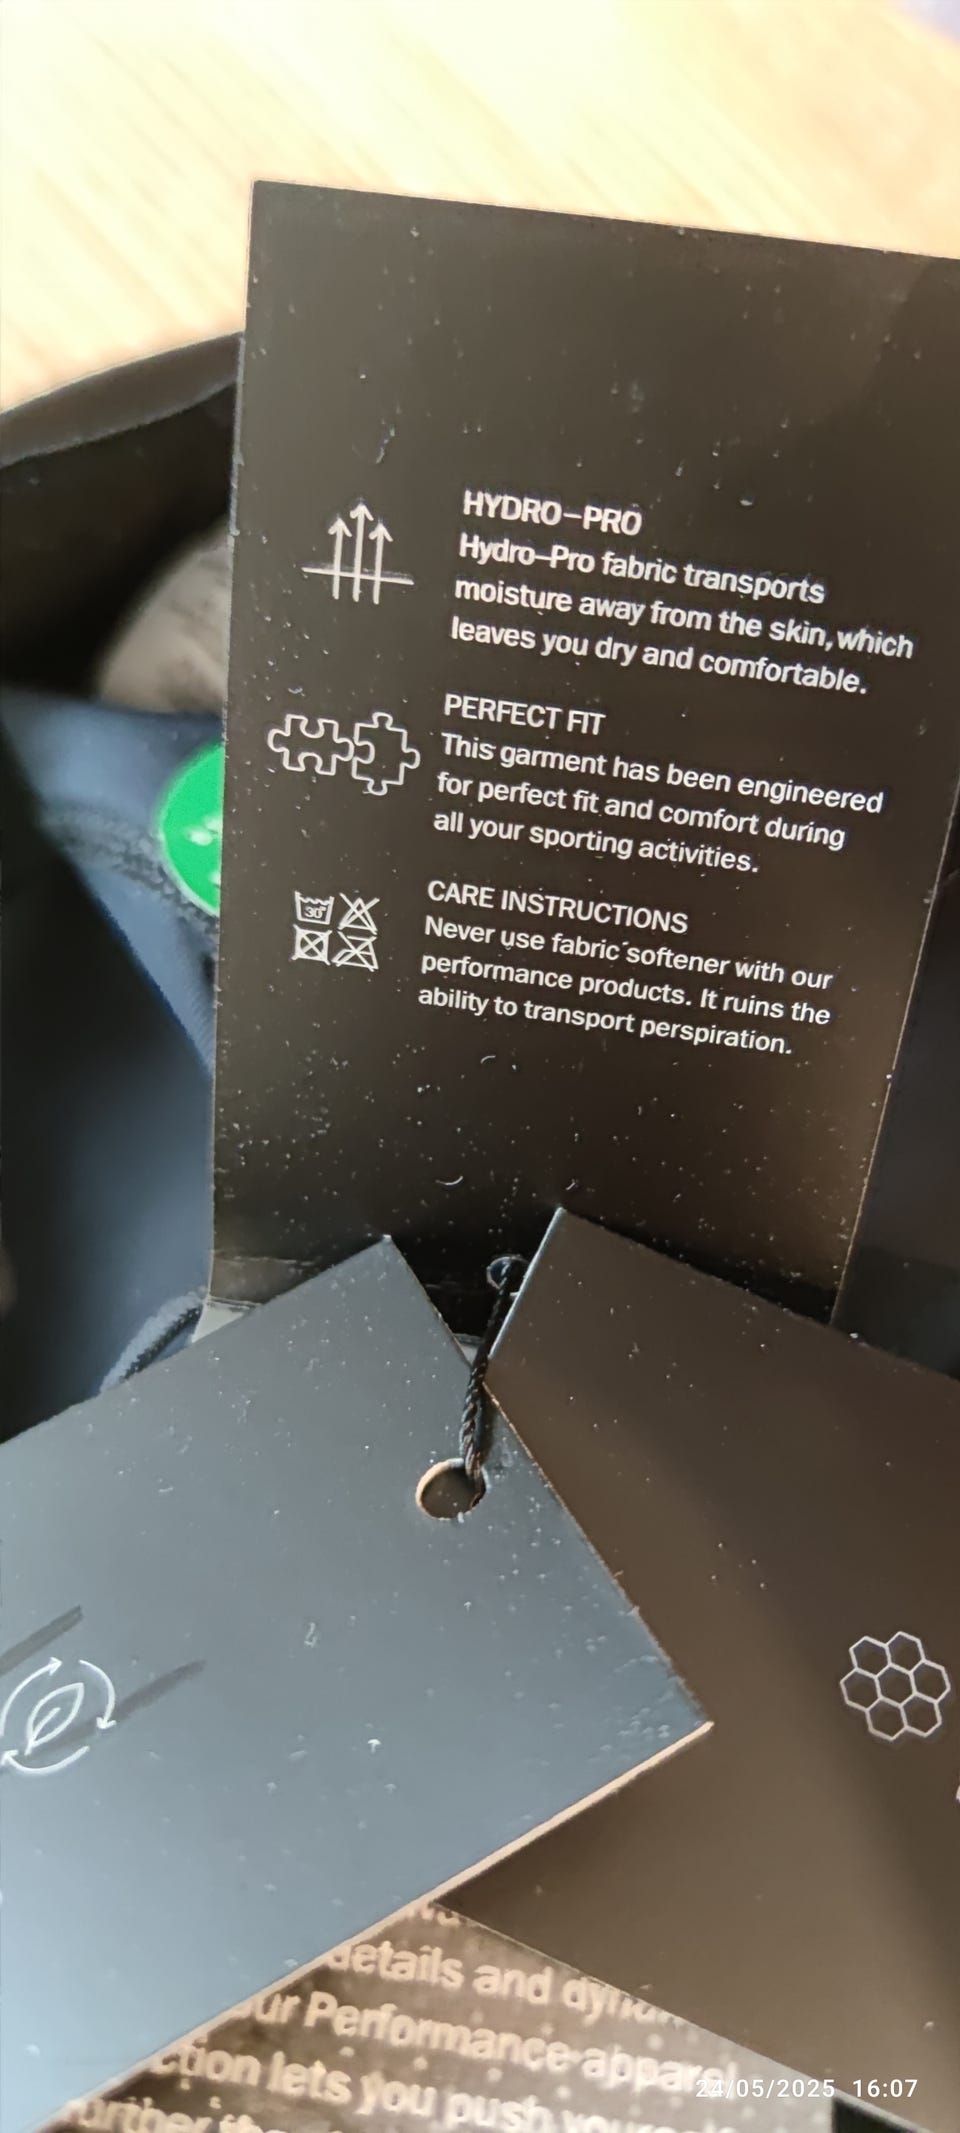 HYDRO-PRO
Hydro-Pro fabric transports
moisture away from the skin, which
leaves you dry and comfortable.
PERFECT FIT
This garment has been engineered
for perfect fit and comfort during
all your sporting activities.
30°
CARE INSTRUCTIONS
Never use fabric softener with our
performance products. It ruins the
ability to transport perspiration.
details and
Performance apparel
lets you push
24/05/2025 16:07